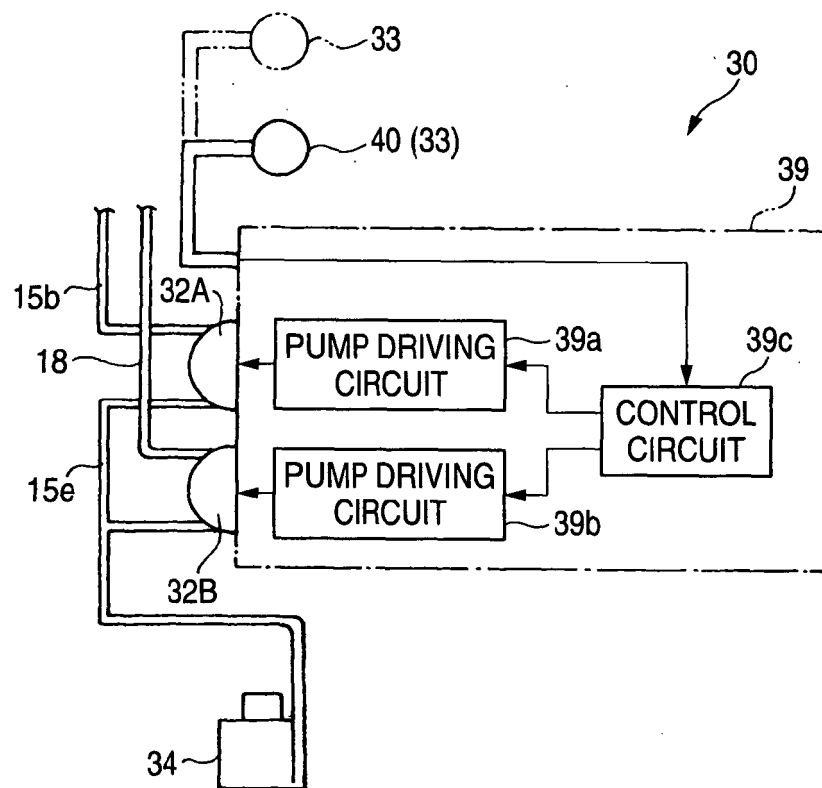 33
30
40 (33)
39
15b
32A
PUMP DRIVING
CIRCUIT
39a
39c
18
CONTROL
CIRCUIT
15e
PUMP DRIVING
CIRCUIT
39b
32B
34